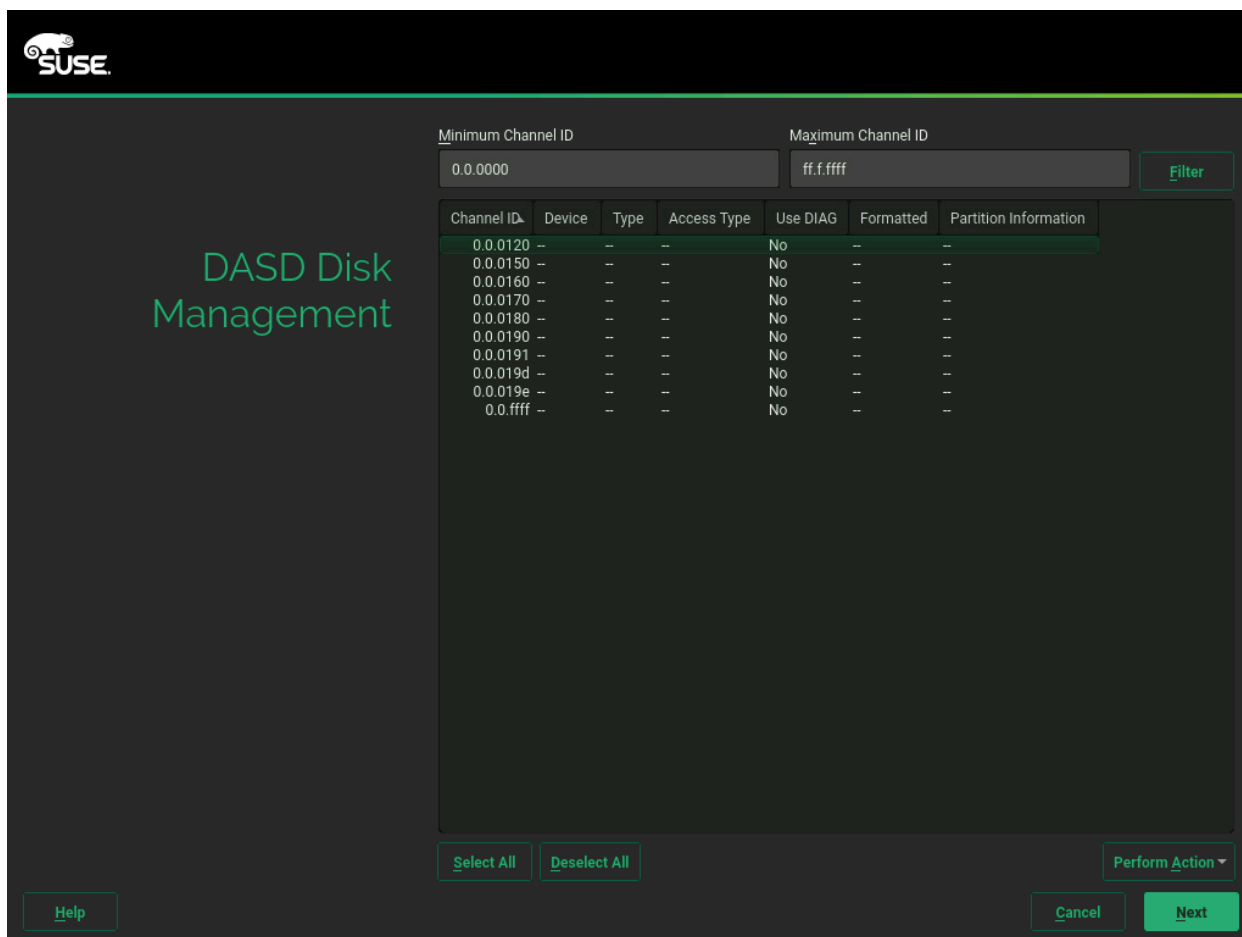 SUSE.
Minimum Channel ID Maximum Channel ID
0.0.0000 ff.f.ffff Filter
Channel ID Device Type Access Type Use DIAG Formatted Partition Information
0.0.0120 -- -- -- No -- --
0.0.0150 -- -- -- No -- --
0.0.0160 -- -- -- No -- --
0.0.0170 -- -- -- No -- --
0.0.0180 -- -- -- No -- --
0.0.0190 -- -- -- No -- --
0.0.0191 -- -- -- No -- --
0.0.019d -- -- -- No -- --
0.0.019e -- -- -- No -- --
0.0.ffff -- -- -- No -- --
DASD Disk
Management
Select All Deselect All Perform Action
Help Cancel Next